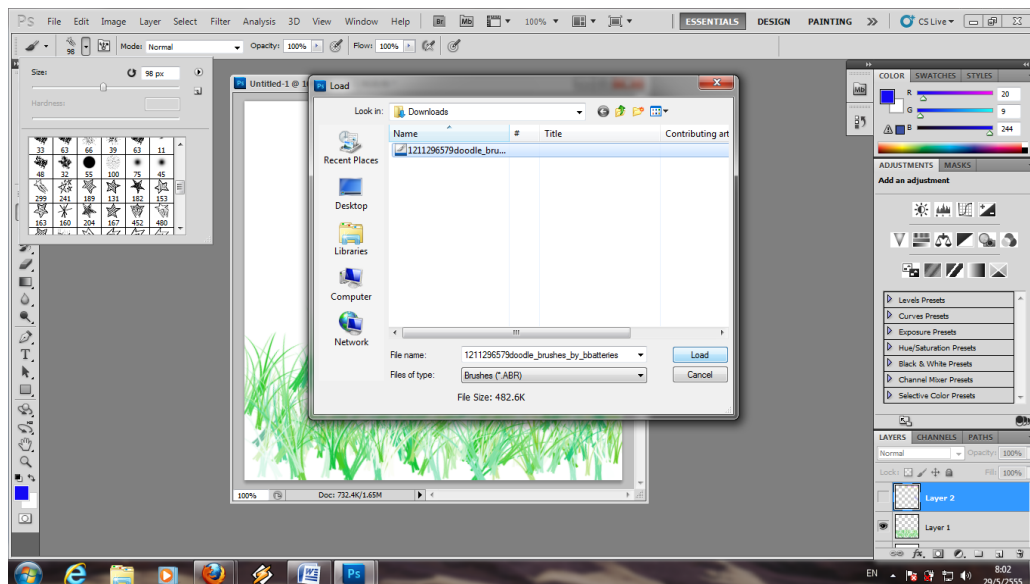 PS File Edit Image Layer Select Filter Analysis 3D View Window Help Br Mb 100% ESSENTIALS DESIGN PAINTING CS Live
98 Mode: Normal Opacity: 100% Flow: 100%
Size: 98 px
Hardness:
33 63 66 39 63 11
48 32 55 100 75 45
299 241 189 131 182 153
163 160 204 167 452 480
Ps Untitled-1 @ 1
Ps Load
Look in: Downloads
Name # Title Contributing art
1211296579doodle_bru...
Recent Places
Desktop
Libraries
Computer
Network
File name: 1211296579doodle_brushes_by_bbatteries Load
Files of type: Brushes (*.ABR) Cancel
File Size: 482.6K
100% Doc: 732.4K/1.65M
Mb
COLOR SWATCHES STYLES
R 20
G 9
B 244
ADJUSTMENTS MASKS
Add an adjustment
Levels Presets
Curves Presets
Exposure Presets
Hue/Saturation Presets
Black & White Presets
Channel Mixer Presets
Selective Color Presets
LAYERS CHANNELS PATHS
Normal Opacity: 100%
Lock: Fill: 100%
Layer 2
Layer 1
fx
T
Ps
EN 8:02
29/5/2555